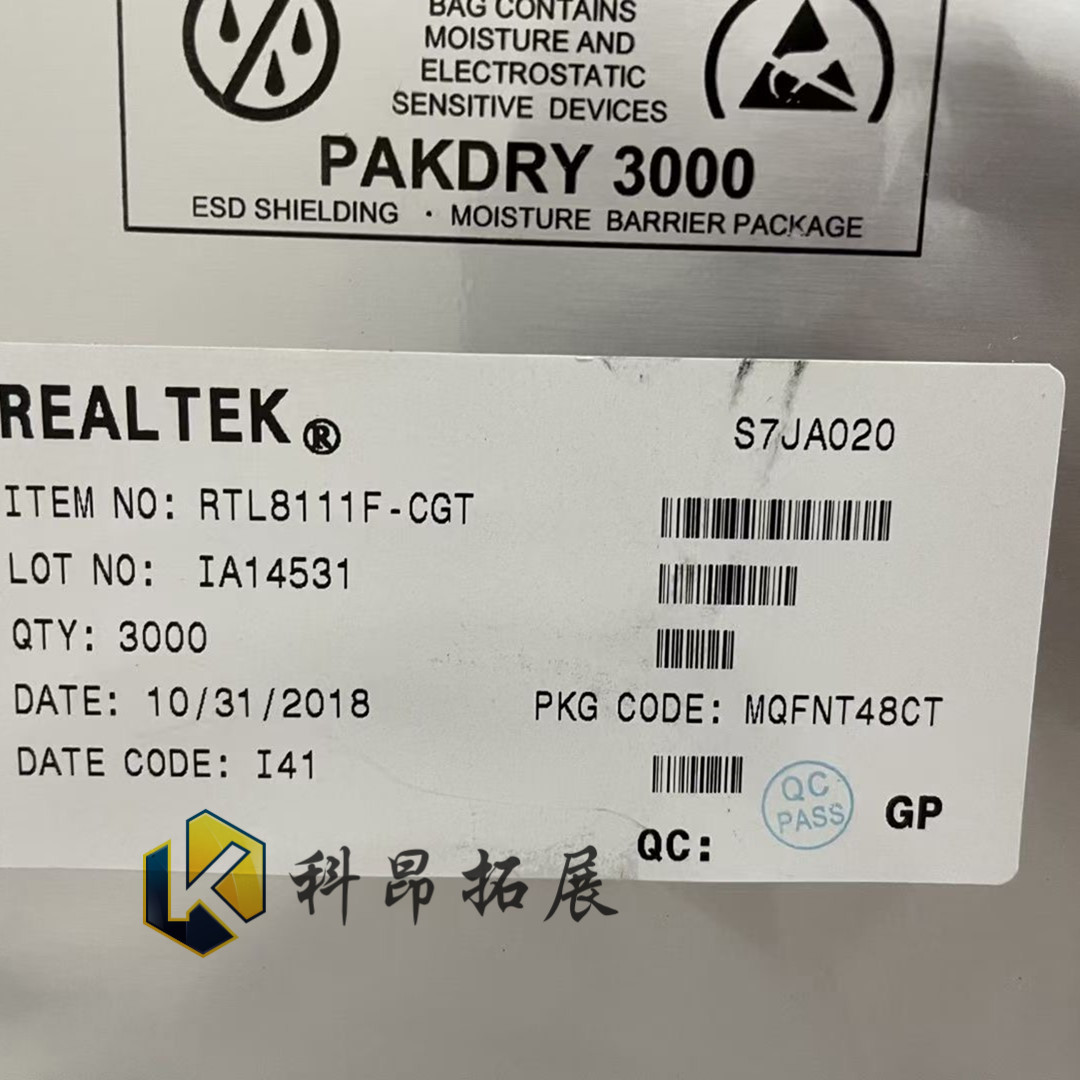 BAG CONTAINS
MOISTURE AND
ELECTROSTATIC
SENSITIVE DEVICES
PAKDRY 3000
ESD SHIELDING · MOISTURE BARRIER PACKAGE
REALTEK®
S7JA020
ITEM NO: RTL8111F-CGT
LOT NO: IA14531
QTY: 3000
DATE: 10/31/2018
PKG CODE: MQFNT48CT
DATE CODE: I41
QC PASS
GP
QC:
K 科昂拓展